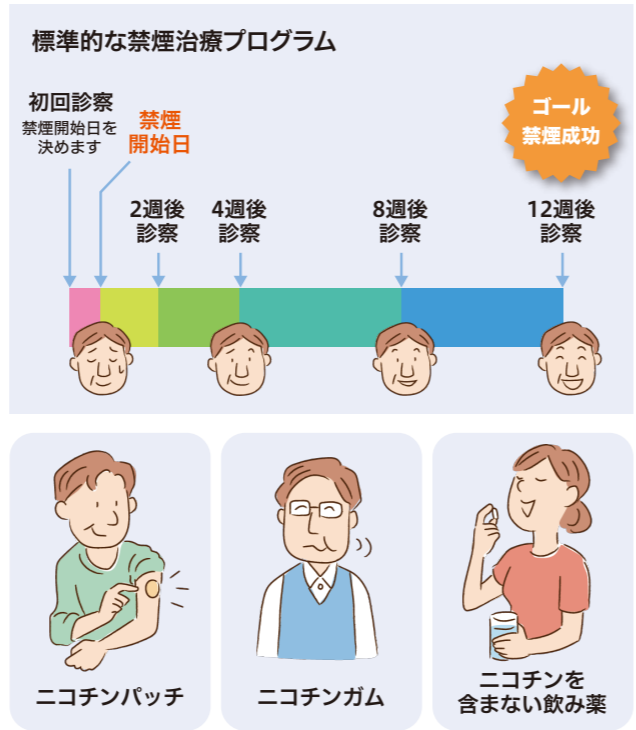 標準的な禁煙治療プログラム
初回診察
禁煙開始日を
決めます
禁煙
開始日
ゴール
禁煙成功
2週後
診察
4週後
診察
8週後
診察
12週後
診察
ニコチンパッチ
ニコチンガム
ニコチンを
含まない飲み薬